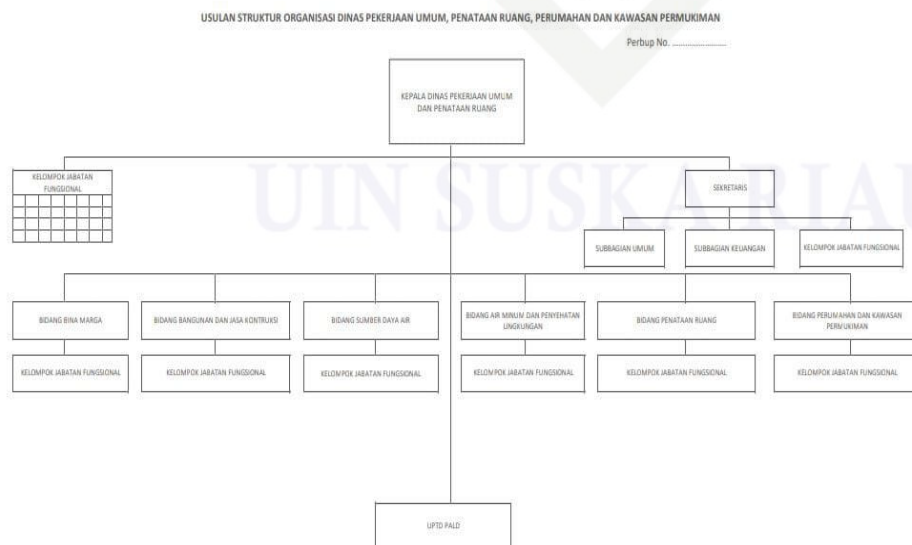 USULAN STRUKTUR ORGANISASI DINAS PEKERJAAN UMUM, PENATAAN RUANG, PERUMAHAN DAN KAWASAN PERMUKIMAN
Perbup No. ........................
KEPALA DINAS PEKERJAAN UMUM
DAN PENATAAN RUANG
KELOMPOK JABATAN
FUNGSIONAL
SEKRETARIS
UIN SUSKA RIAU
SUBBAGIAN UMUM
SUBBAGIAN KEUANGAN
KELOMPOK JABATAN FUNGSIONAL
BIDANG BINA MARGA
BIDANG BANGUNAN DAN JASA KONTRUKSI
BIDANG SUMBER DAYA AIR
BIDANG AIR MINUM DAN PENYEHATAN
LINGKUNGAN
BIDANG PENATAAN RUANG
BIDANG PERUMAHAN DAN KAWASAN
PERMUKIMAN
KELOMPOK JABATAN FUNGSIONAL
KELOMPOK JABATAN FUNGSIONAL
KELOMPOK JABATAN FUNGSIONAL
KELOMPOK JABATAN FUNGSIONAL
KELOMPOK JABATAN FUNGSIONAL
KELOMPOK JABATAN FUNGSIONAL
UPTD PALD